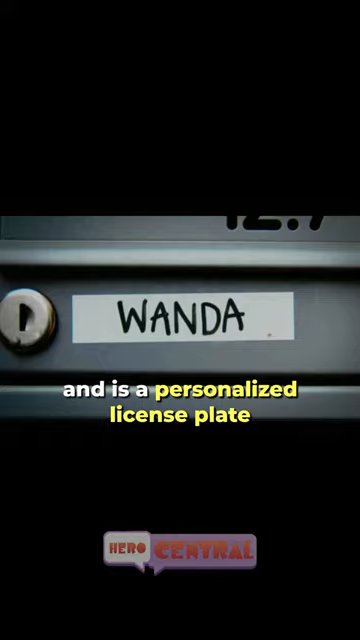 WANDA
and is a personalized
license plate
HERO
CENTRAL